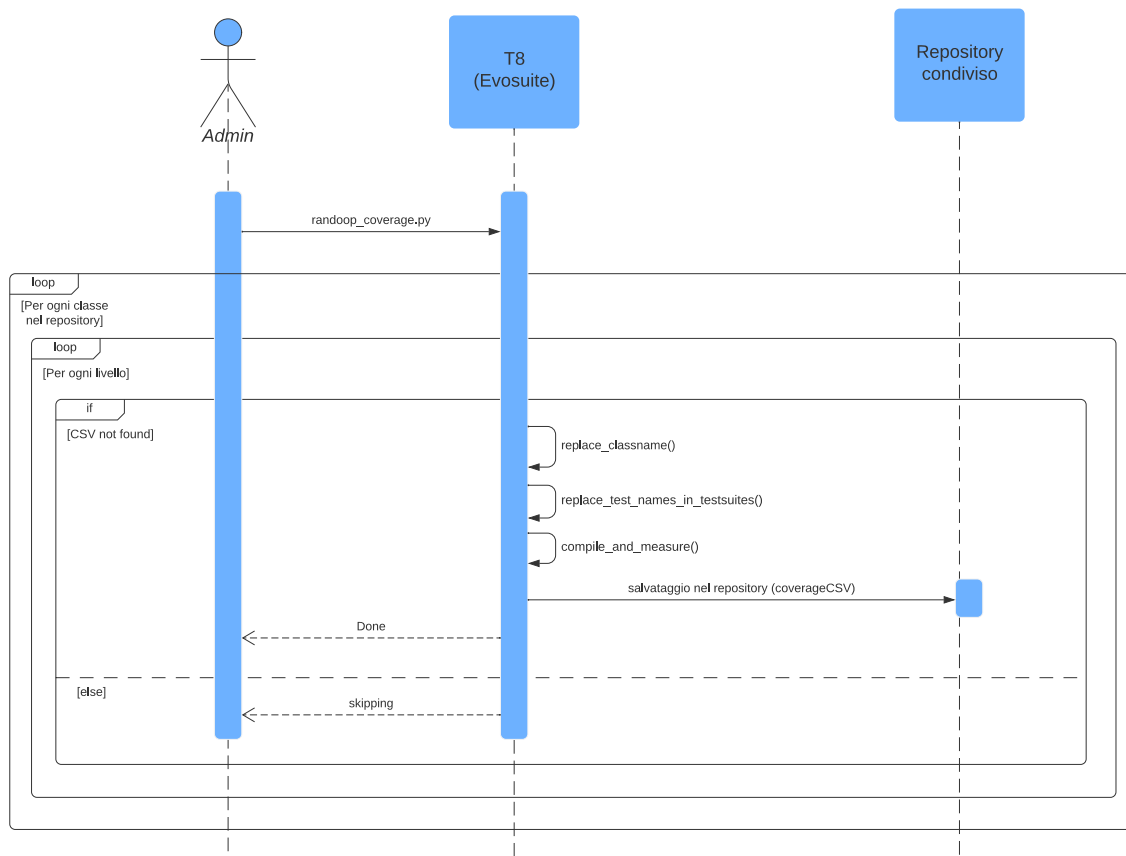 Admin
T8
(Evosuite)
Repository
condiviso
randoop_coverage.py
loop
[Per ogni classe
nel repository]
loop
[Per ogni livello]
if
[CSV not found]
replace_classname()
replace_test_names_in_testsuites()
compile_and_measure()
salvataggio nel repository (coverageCSV)
Done
[else]
skipping